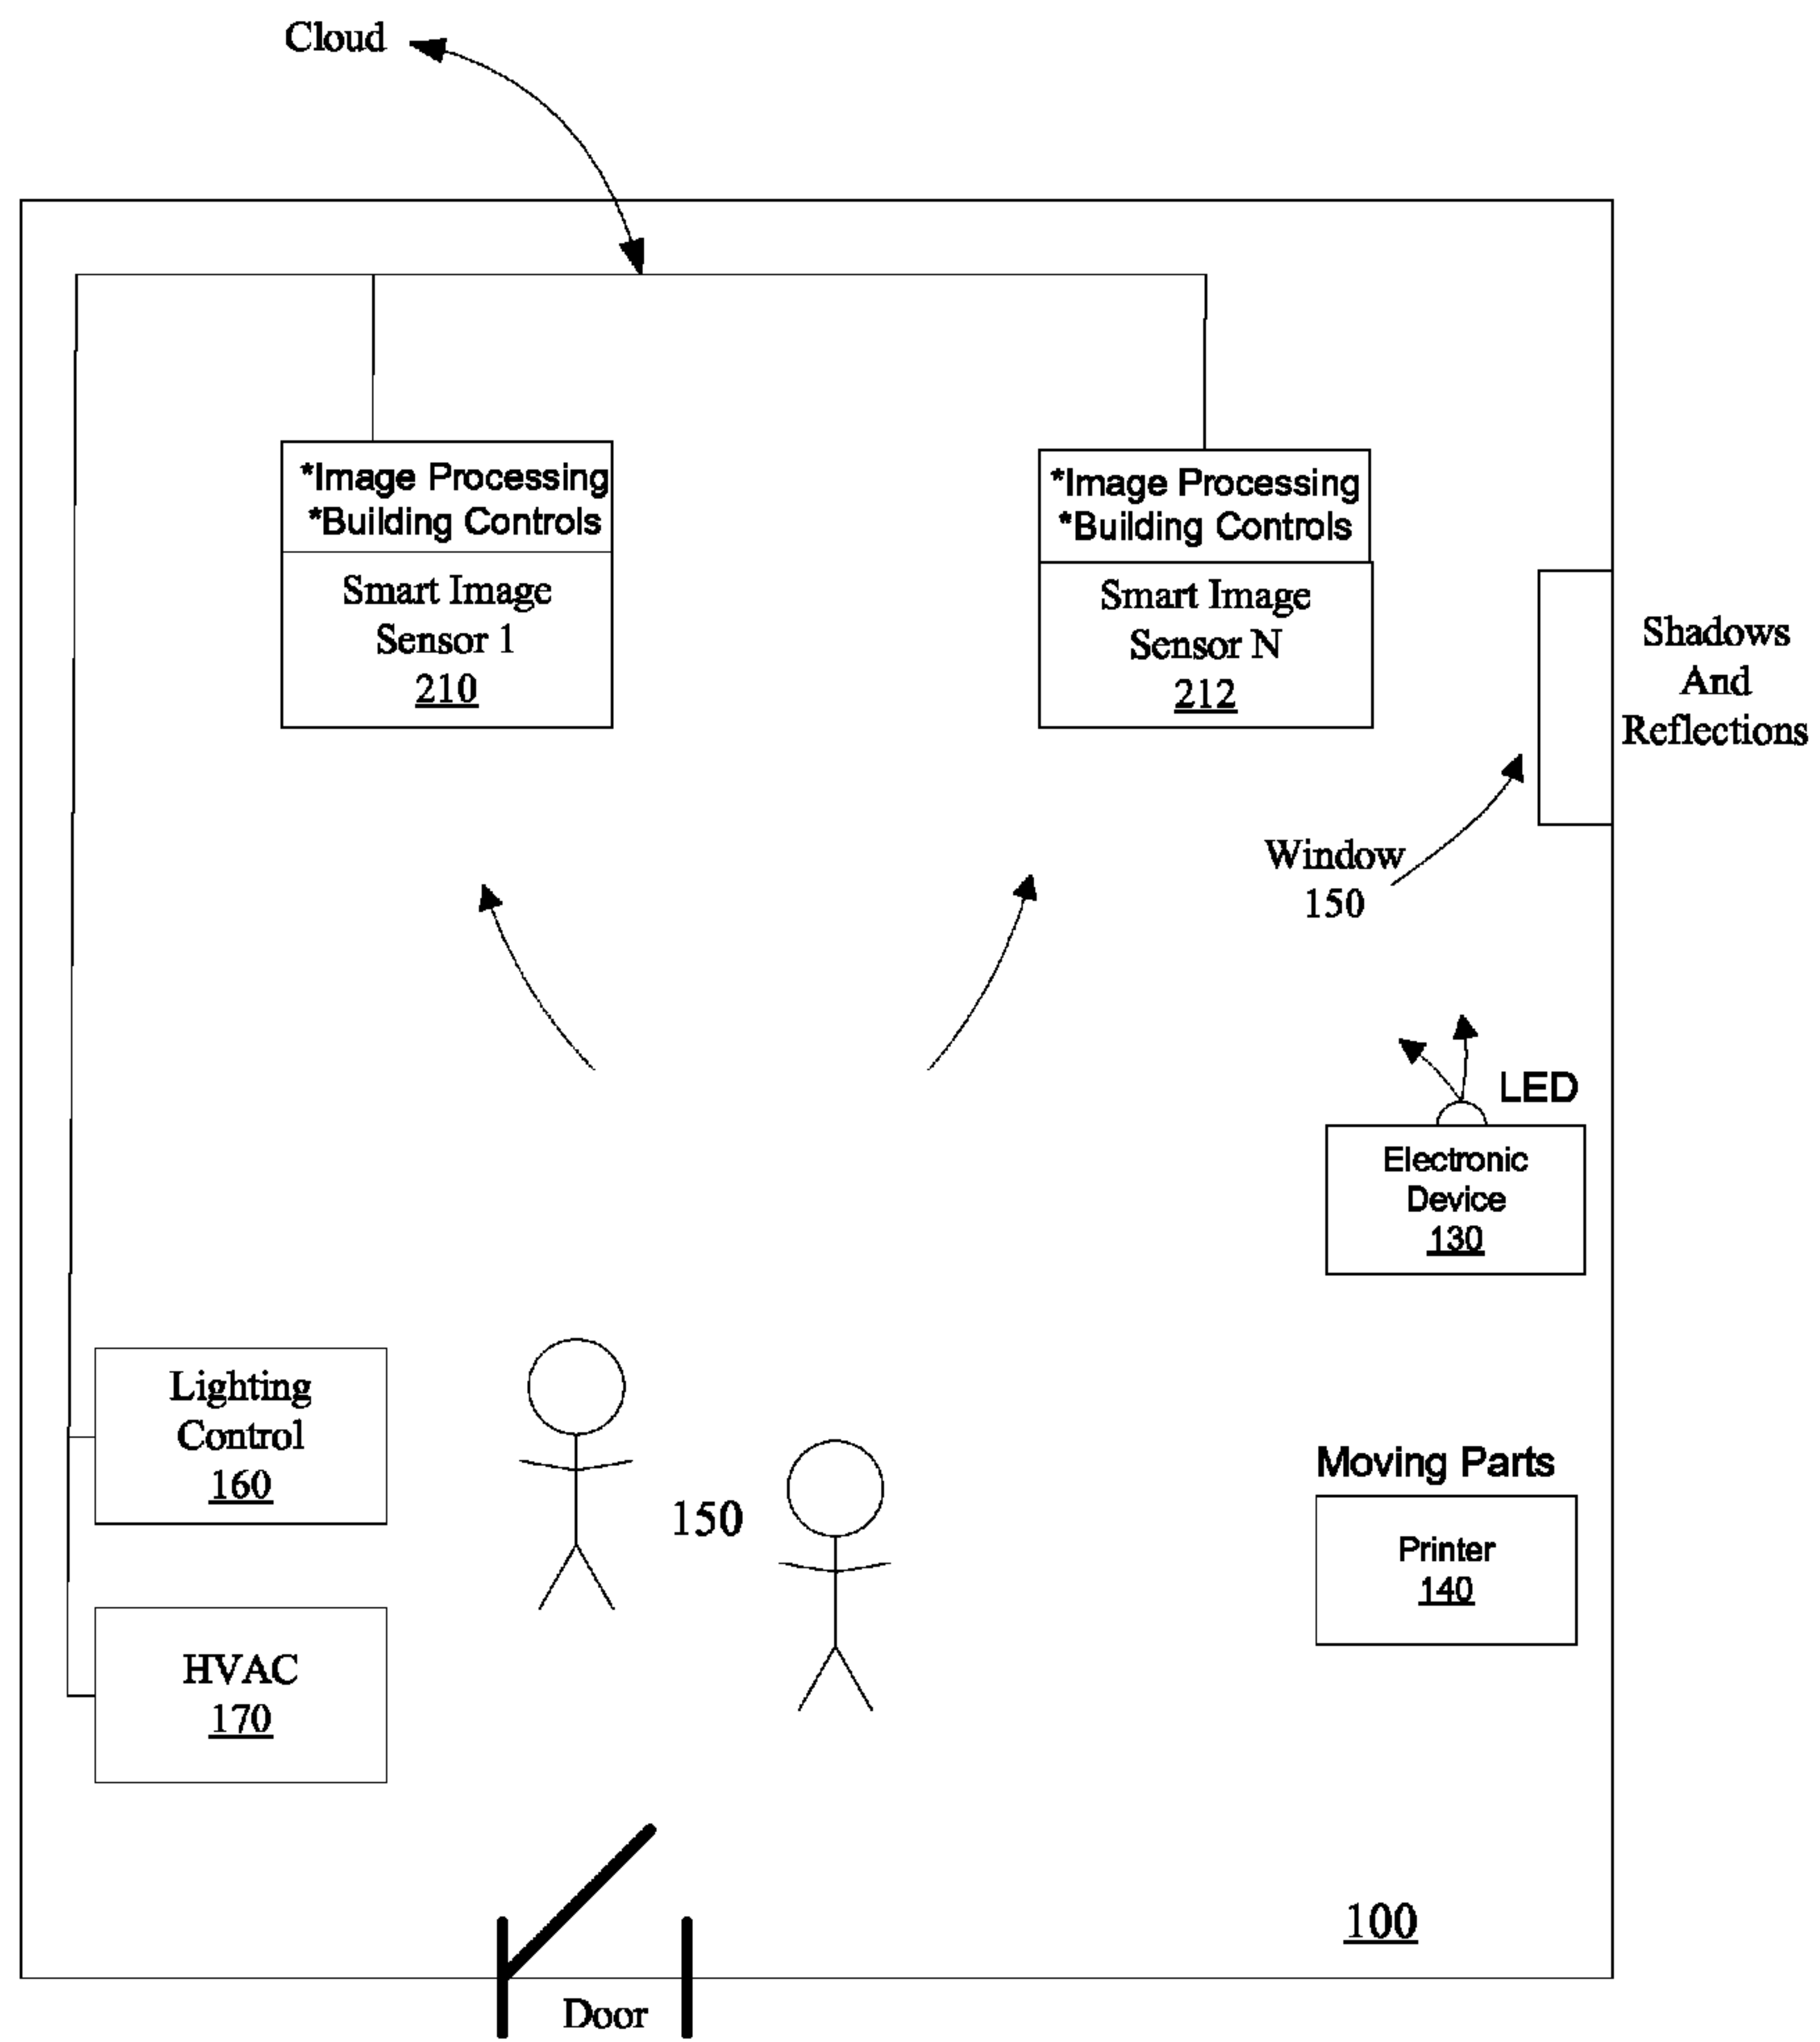 Cloud
*Image Processing
*Building Controls
Smart Image
Sensor 1
210
*Image Processing
*Building Controls
Smart Image
Sensor N
212
Shadows
And
Reflections
Window
150
LED
Electronic
Device
130
Lighting
Control
160
150
Moving Parts
Printer
140
HVAC
170
100
Door